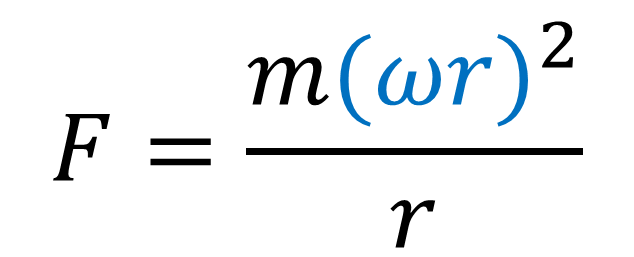 F = m(ωr)² / r